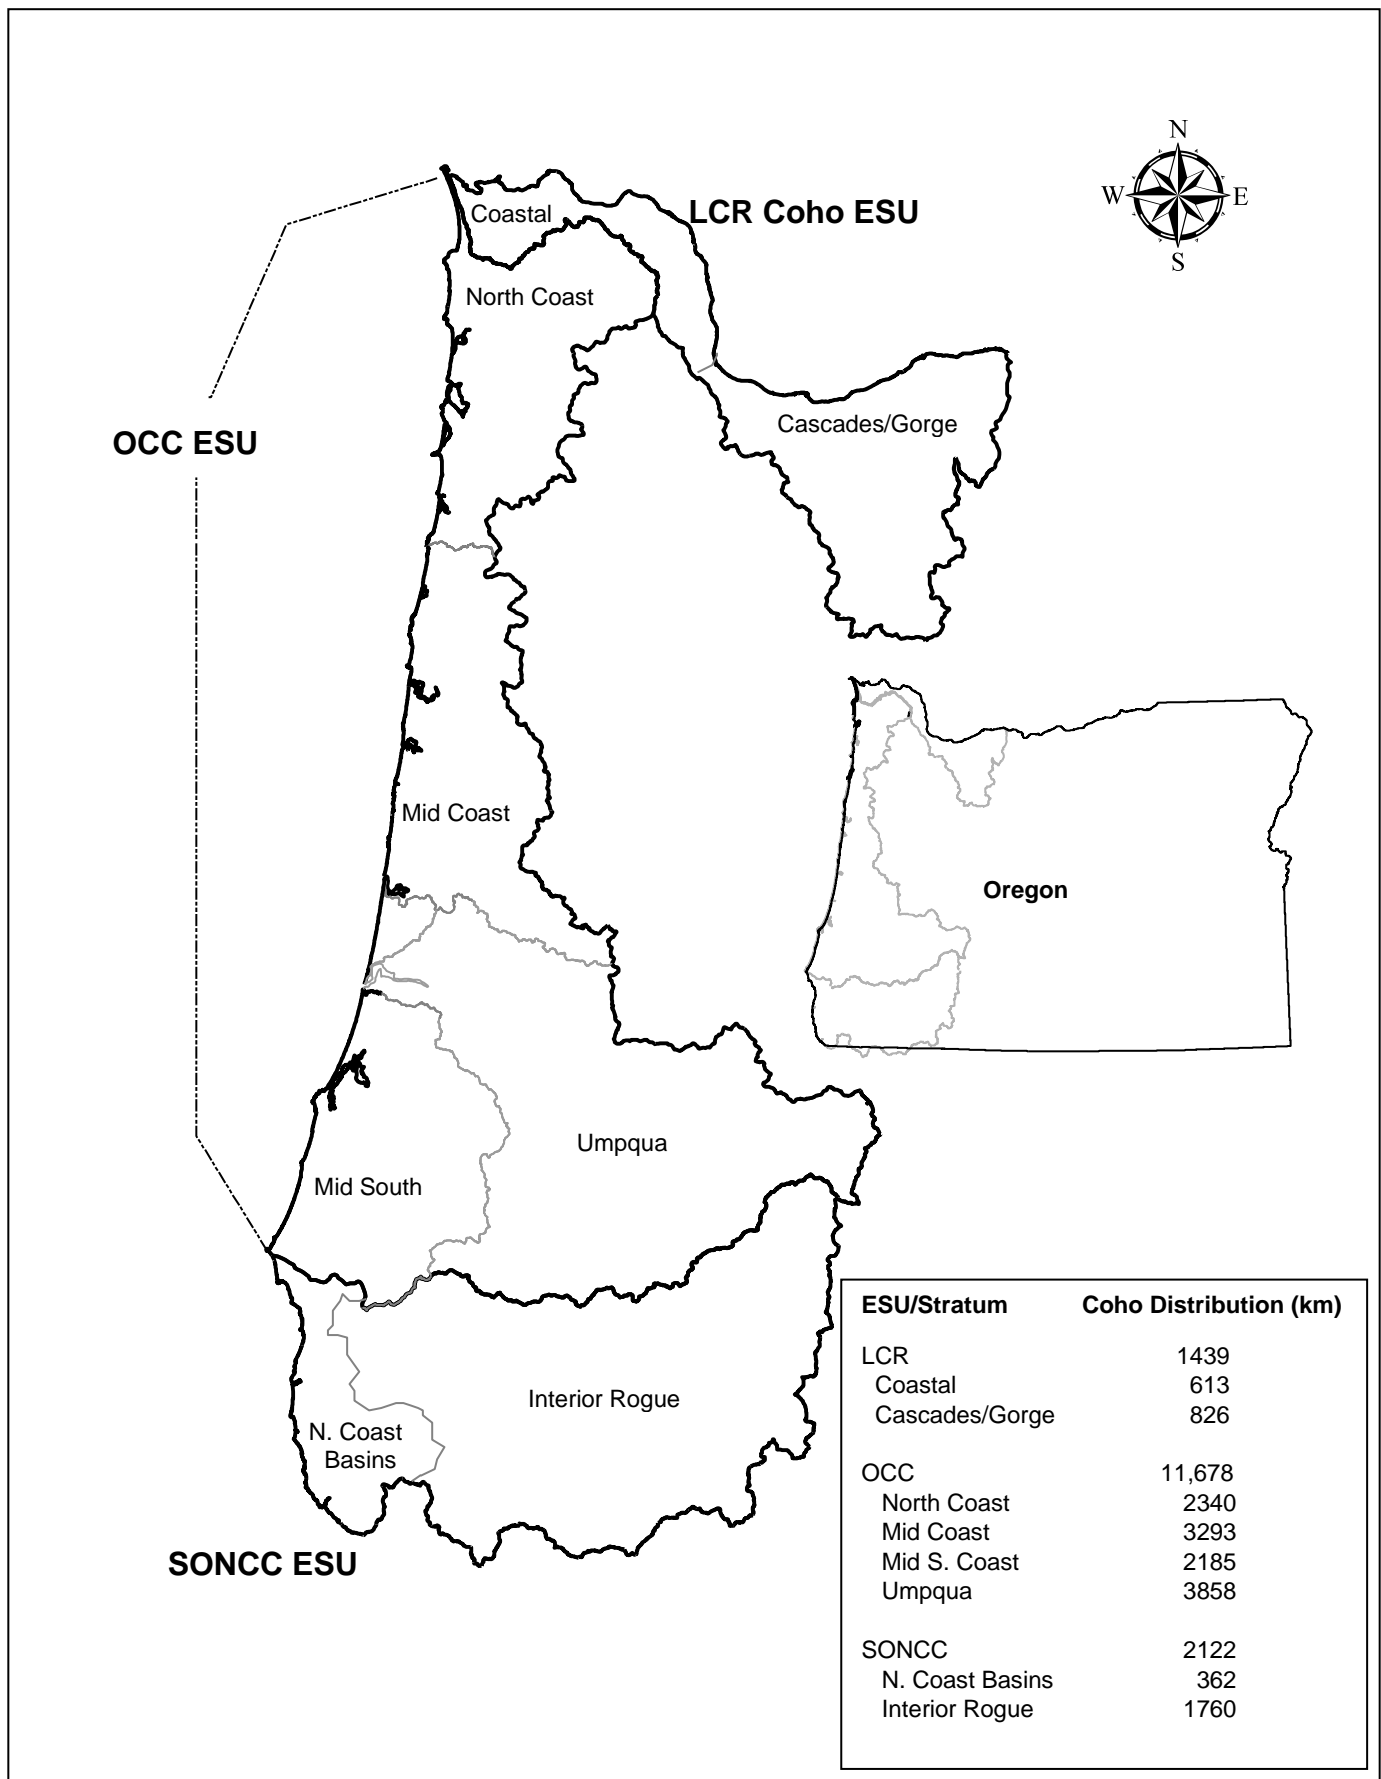 N
W E
S
Coastal
LCR Coho ESU
North Coast
Cascades/Gorge
OCC ESU
Mid Coast
Oregon
Umpqua
Mid South
Interior Rogue
N. Coast
Basins
SONCC ESU
ESU/Stratum Coho Distribution (km)
LCR 1439
Coastal 613
Cascades/Gorge 826
OCC 11,678
North Coast 2340
Mid Coast 3293
Mid S. Coast 2185
Umpqua 3858
SONCC 2122
N. Coast Basins 362
Interior Rogue 1760